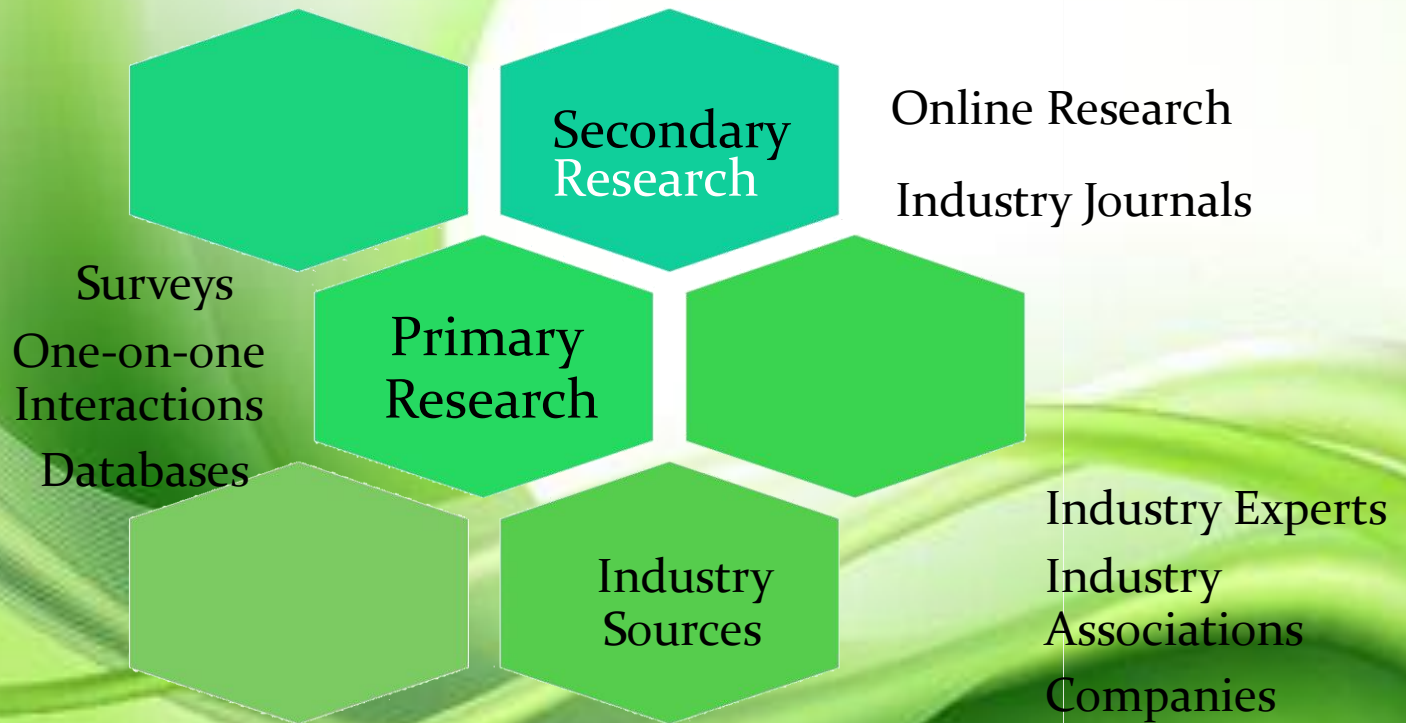 Secondary
Research
Online Research
Industry Journals
Surveys
One-on-one
Interactions
Databases
Primary
Research
Industry
Sources
Industry Experts
Industry
Associations
Companies